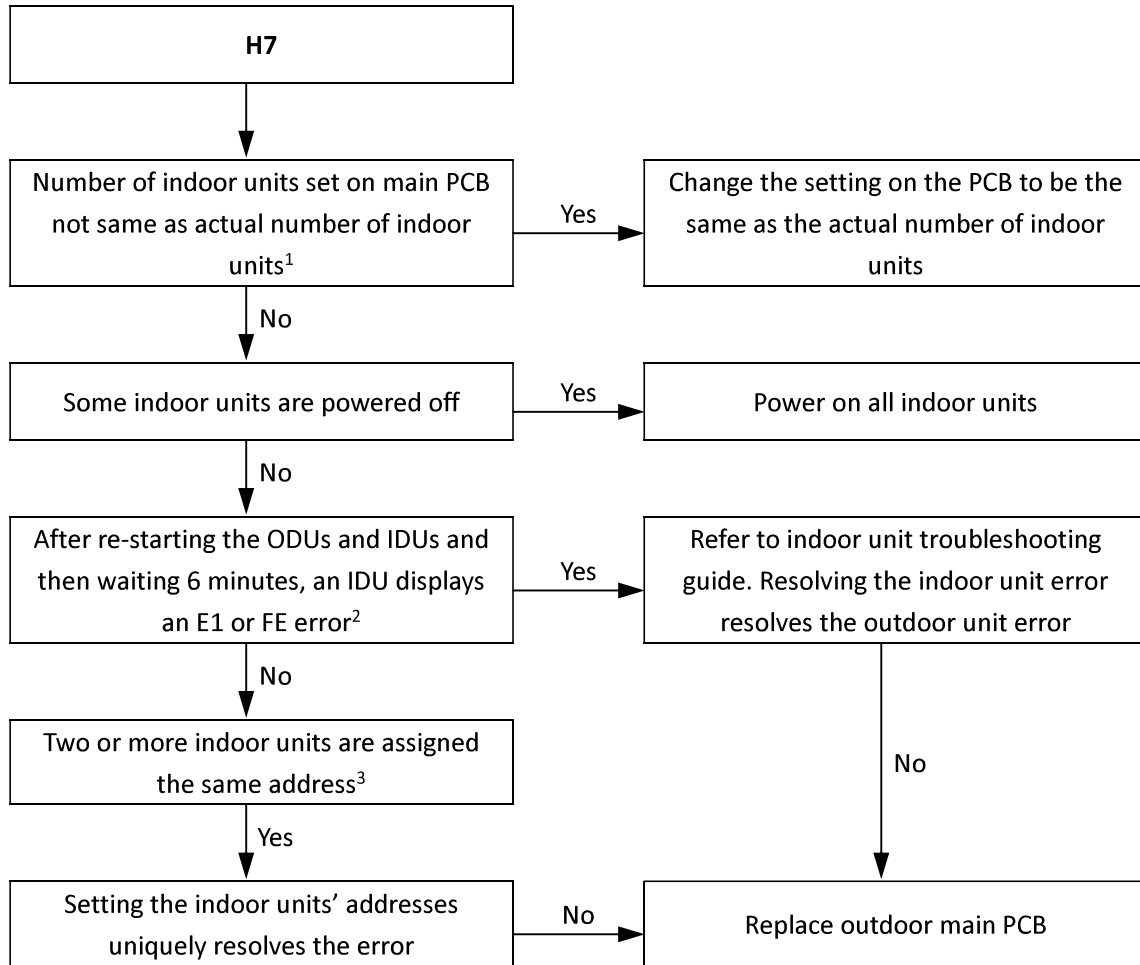 H7
Number of indoor units set on main PCB
not same as actual number of indoor
units¹
Yes
Change the setting on the PCB to be the
same as the actual number of indoor
units
No
Some indoor units are powered off
Yes
Power on all indoor units
No
After re-starting the ODUs and IDUs and
then waiting 6 minutes, an IDU displays
an E1 or FE error²
Yes
Refer to indoor unit troubleshooting
guide. Resolving the indoor unit error
resolves the outdoor unit error
No
Two or more indoor units are assigned
the same address³
No
Yes
Setting the indoor units’ addresses
uniquely resolves the error
No
Replace outdoor main PCB